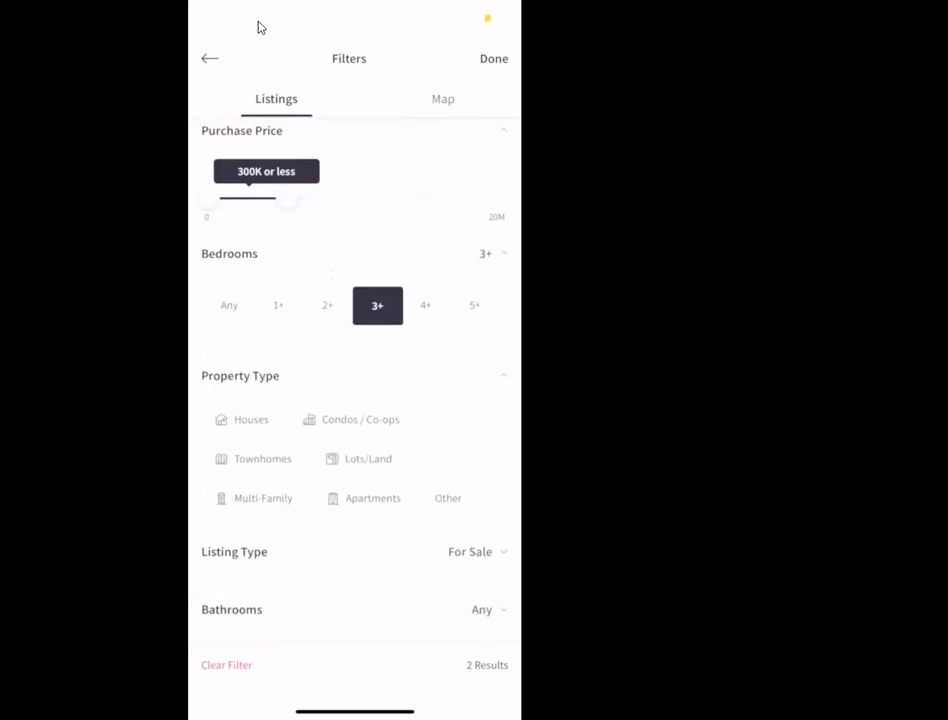 Filters Done
Listings Map
Purchase Price
300K or less
0 20M
Bedrooms 3+
Any 1+ 2+ 3+ 4+ 5+
Property Type
Houses Condos / Co-ops
Townhomes Lots/Land
Multi-Family Apartments Other
Listing Type For Sale
Bathrooms Any
Clear Filter 2 Results